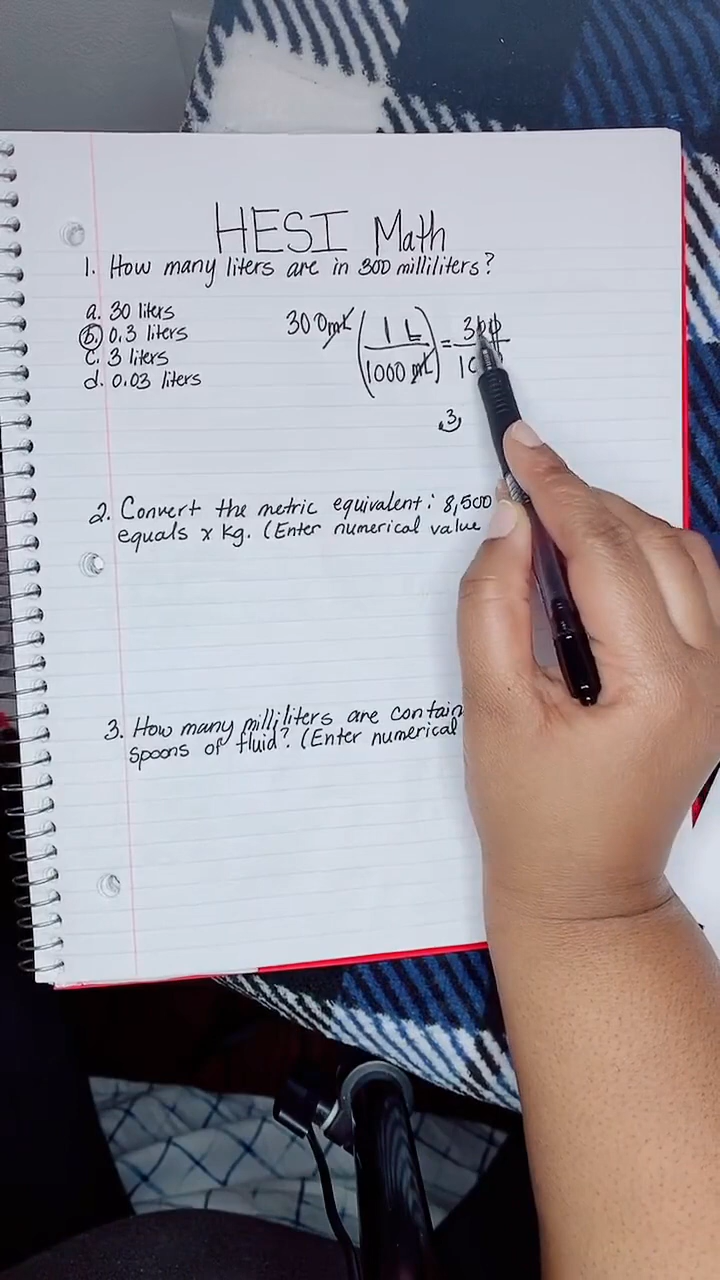 HESI Math
1. How many liters are in 300 milliliters?
a. 30 liters
b. 0.3 liters
c. 3 liters
d. 0.03 liters
300mL (1 L / 1000 mL) = 300
.3
2. Convert the metric equivalent: 8,500
equals x kg. (Enter numerical value
3. How many milliliters are contain
spoons of fluid? (Enter numerical